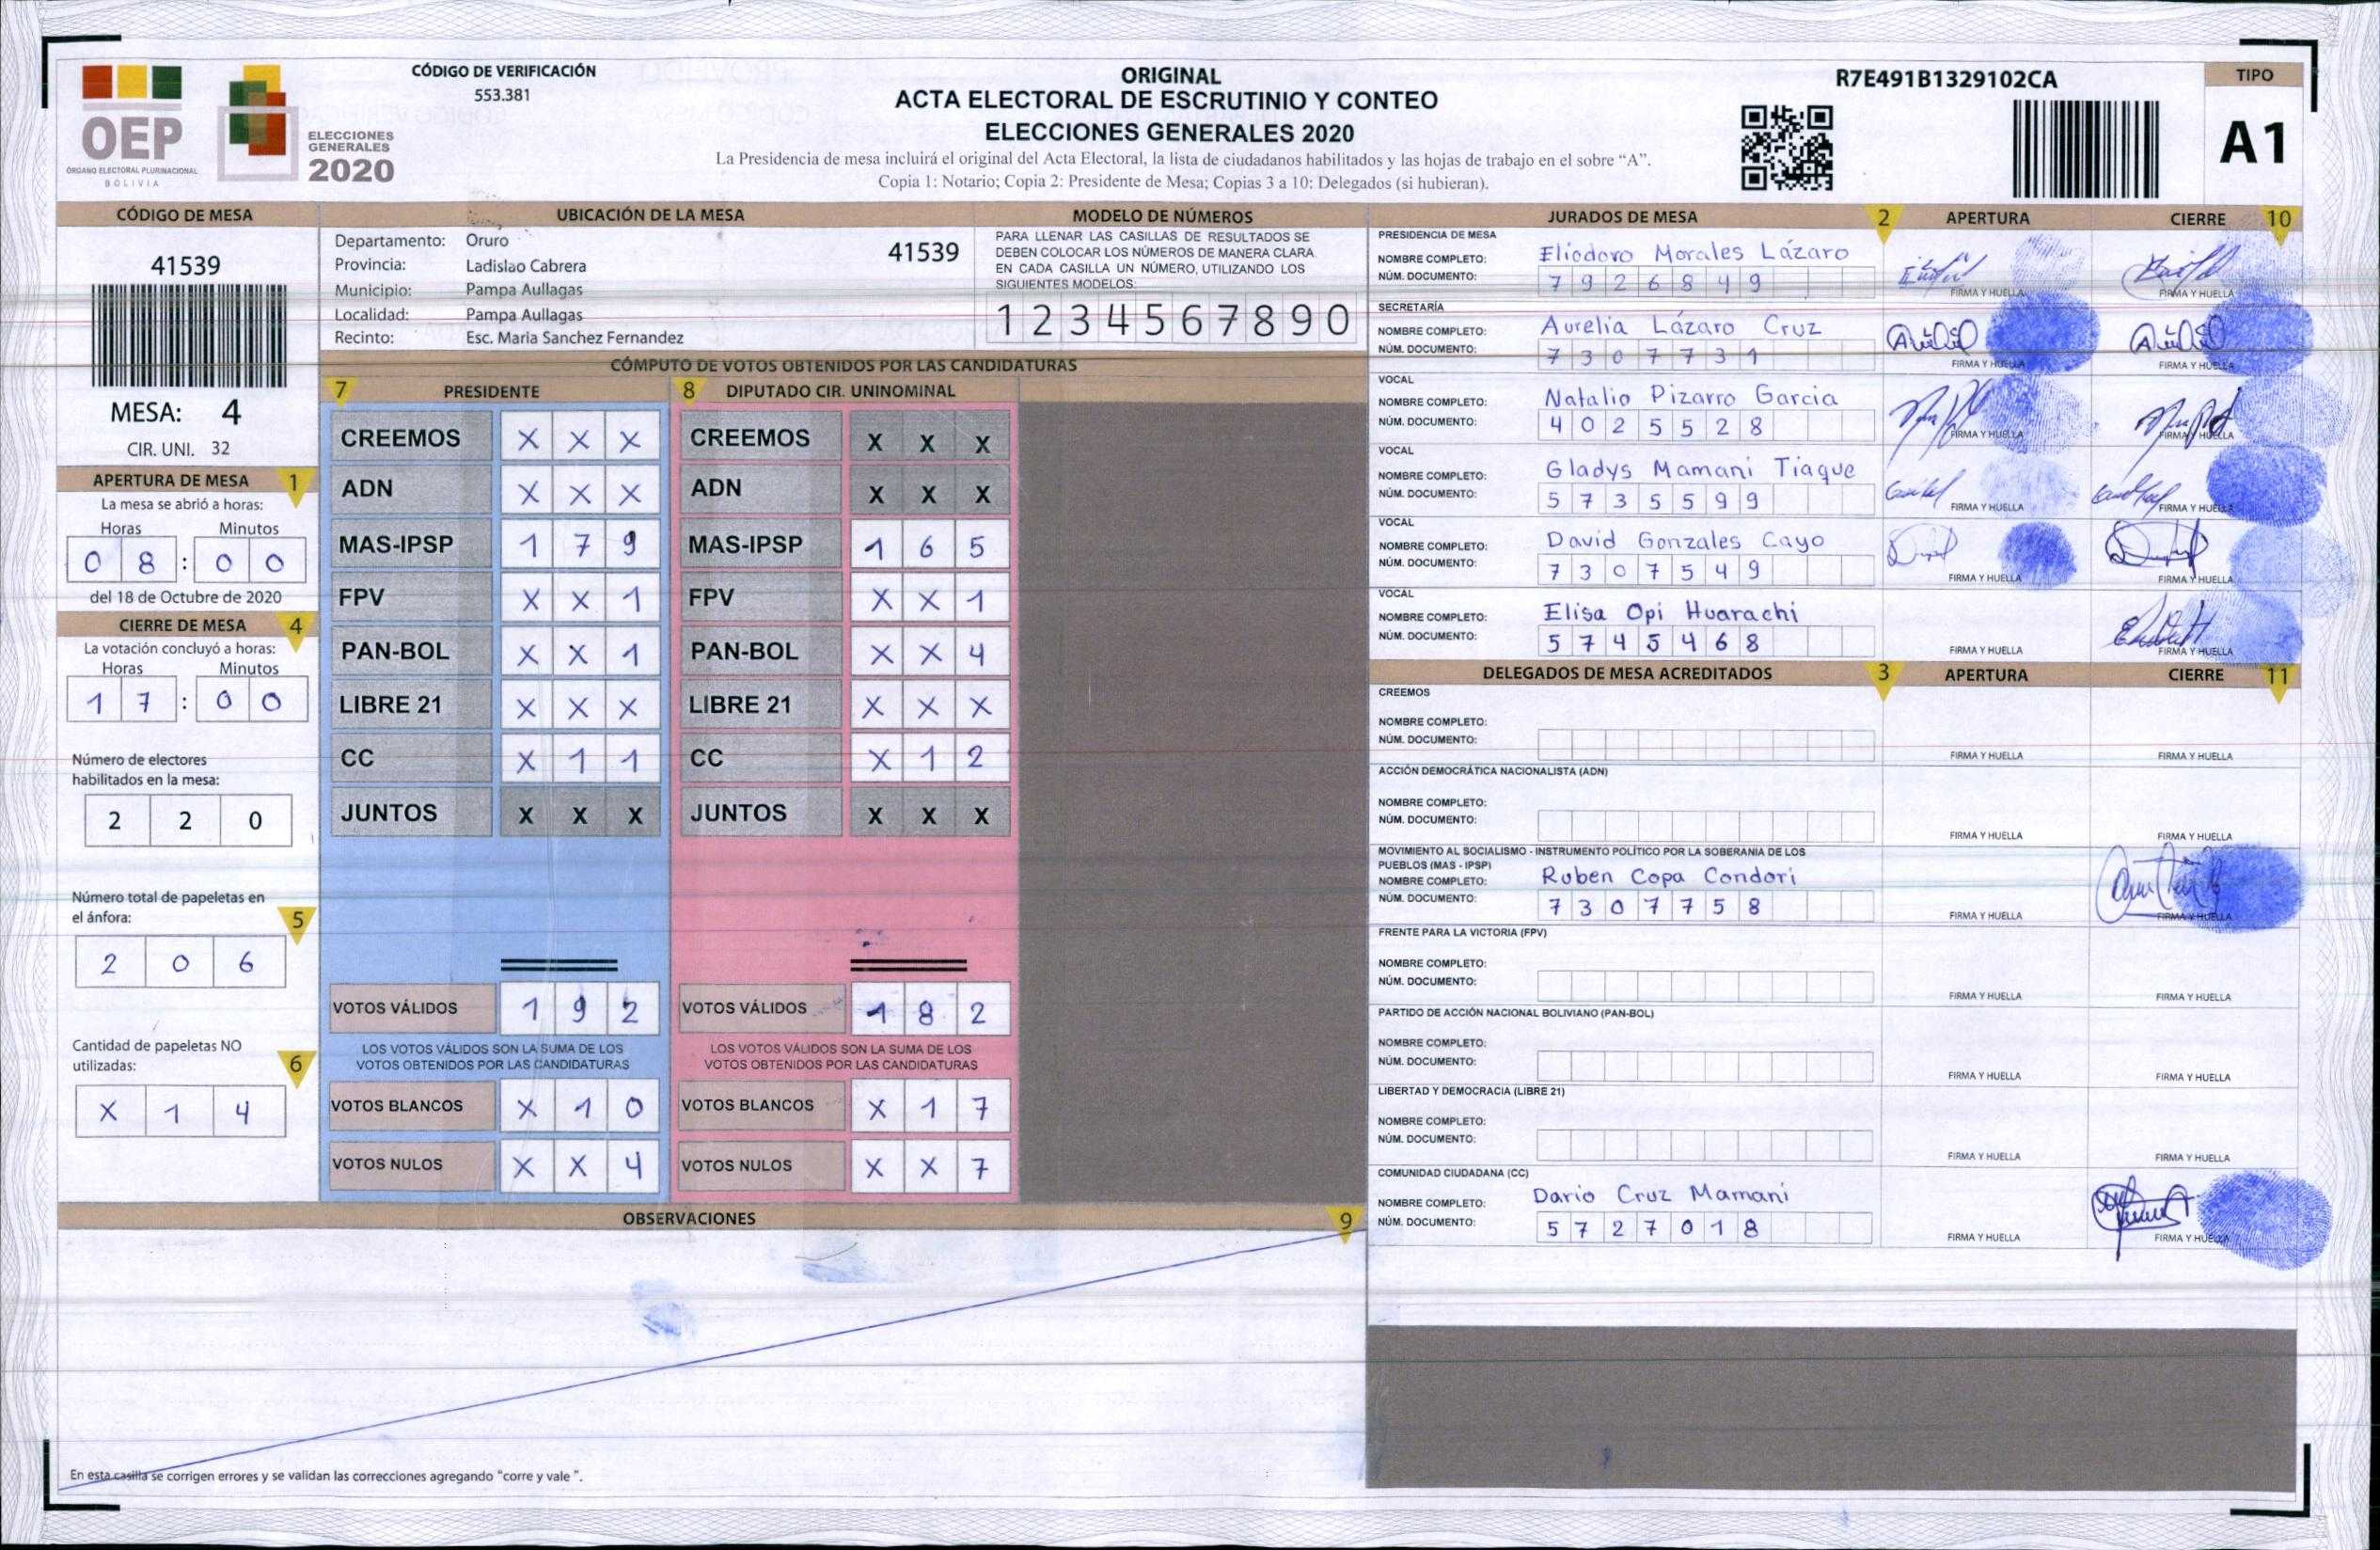 CÓDIGO DE VERIFICACIÓN
553.381
OEP
ÓRGANO ELECTORAL PLURINACIONAL
BOLIVIA
ELECCIONES
GENERALES
2020
ORIGINAL
ACTA ELECTORAL DE ESCRUTINIO Y CONTEO
ELECCIONES GENERALES 2020
La Presidencia de mesa incluirá el original del Acta Electoral, la lista de ciudadanos habilitados y las hojas de trabajo en el sobre “A”.
Copia 1: Notario; Copia 2: Presidente de Mesa; Copias 3 a 10: Delegados (si hubieran).
R7E491B1329102CA
TIPO
A1
CÓDIGO DE MESA
41539
MESA: 4
CIR. UNI. 32
APERTURA DE MESA 1
La mesa se abrió a horas:
Horas Minutos
0 8 : 0 0
del 18 de Octubre de 2020
CIERRE DE MESA 4
La votación concluyó a horas:
Horas Minutos
1 7 : 0 0
Número de electores
habilitados en la mesa:
2 2 0
Número total de papeletas en
el ánfora: 5
2 0 6
Cantidad de papeletas NO
utilizadas: 6
X 1 4
UBICACIÓN DE LA MESA
Departamento: Oruro 41539
Provincia: Ladislao Cabrera
Municipio: Pampa Aullagas
Localidad: Pampa Aullagas
Recinto: Esc. Maria Sanchez Fernandez
MODELO DE NÚMEROS
PARA LLENAR LAS CASILLAS DE RESULTADOS SE
DEBEN COLOCAR LOS NÚMEROS DE MANERA CLARA
EN CADA CASILLA UN NÚMERO, UTILIZANDO LOS
SIGUIENTES MODELOS:
1 2 3 4 5 6 7 8 9 0
CÓMPUTO DE VOTOS OBTENIDOS POR LAS CANDIDATURAS
7 PRESIDENTE 8 DIPUTADO CIR. UNINOMINAL
CREEMOS X X X CREEMOS X X X
ADN X X X ADN X X X
MAS-IPSP 1 7 9 MAS-IPSP 1 6 5
FPV X X 1 FPV X X 1
PAN-BOL X X 1 PAN-BOL X X 4
LIBRE 21 X X X LIBRE 21 X X X
CC X 1 1 CC X 1 2
JUNTOS X X X JUNTOS X X X
VOTOS VÁLIDOS 1 9 2 VOTOS VÁLIDOS 1 8 2
LOS VOTOS VÁLIDOS SON LA SUMA DE LOS LOS VOTOS VÁLIDOS SON LA SUMA DE LOS
VOTOS OBTENIDOS POR LAS CANDIDATURAS VOTOS OBTENIDOS POR LAS CANDIDATURAS
VOTOS BLANCOS X 1 0 VOTOS BLANCOS X 1 7
VOTOS NULOS X X 4 VOTOS NULOS X X 7
OBSERVACIONES 9
En esta casilla se corrigen errores y se validan las correcciones agregando “corre y vale ”.
JURADOS DE MESA 2 APERTURA CIERRE 10
PRESIDENCIA DE MESA
NOMBRE COMPLETO: Eliodoro Morales Lázaro
NÚM. DOCUMENTO: 7 9 2 6 8 4 9
FIRMA Y HUELLA FIRMA Y HUELLA
SECRETARÍA
NOMBRE COMPLETO: Aurelia Lázaro Cruz
NÚM. DOCUMENTO: 7 3 0 7 7 3 1
FIRMA Y HUELLA FIRMA Y HUELLA
VOCAL
NOMBRE COMPLETO: Natalio Pizarro Garcia
NÚM. DOCUMENTO: 4 0 2 5 5 2 8
FIRMA Y HUELLA FIRMA Y HUELLA
VOCAL
NOMBRE COMPLETO: Gladys Mamani Tiaque
NÚM. DOCUMENTO: 5 7 3 5 5 9 9
FIRMA Y HUELLA FIRMA Y HUELLA
VOCAL
NOMBRE COMPLETO: David Gonzales Cayo
NÚM. DOCUMENTO: 7 3 0 7 5 4 9
FIRMA Y HUELLA FIRMA Y HUELLA
VOCAL
NOMBRE COMPLETO: Elisa Opi Huarachi
NÚM. DOCUMENTO: 5 7 4 5 4 6 8
FIRMA Y HUELLA FIRMA Y HUELLA
DELEGADOS DE MESA ACREDITADOS 3 APERTURA CIERRE 11
CREEMOS
NOMBRE COMPLETO:
NÚM. DOCUMENTO:
FIRMA Y HUELLA FIRMA Y HUELLA
ACCIÓN DEMOCRÁTICA NACIONALISTA (ADN)
NOMBRE COMPLETO:
NÚM. DOCUMENTO:
FIRMA Y HUELLA FIRMA Y HUELLA
MOVIMIENTO AL SOCIALISMO - INSTRUMENTO POLÍTICO POR LA SOBERANIA DE LOS
PUEBLOS (MAS - IPSP)
NOMBRE COMPLETO: Ruben Copa Condori
NÚM. DOCUMENTO: 7 3 0 7 7 5 8
FIRMA Y HUELLA FIRMA Y HUELLA
FRENTE PARA LA VICTORIA (FPV)
NOMBRE COMPLETO:
NÚM. DOCUMENTO:
FIRMA Y HUELLA FIRMA Y HUELLA
PARTIDO DE ACCIÓN NACIONAL BOLIVIANO (PAN-BOL)
NOMBRE COMPLETO:
NÚM. DOCUMENTO:
FIRMA Y HUELLA FIRMA Y HUELLA
LIBERTAD Y DEMOCRACIA (LIBRE 21)
NOMBRE COMPLETO:
NÚM. DOCUMENTO:
FIRMA Y HUELLA FIRMA Y HUELLA
COMUNIDAD CIUDADANA (CC)
NOMBRE COMPLETO: Dario Cruz Mamani
NÚM. DOCUMENTO: 5 7 2 7 0 1 8
FIRMA Y HUELLA FIRMA Y HUELLA